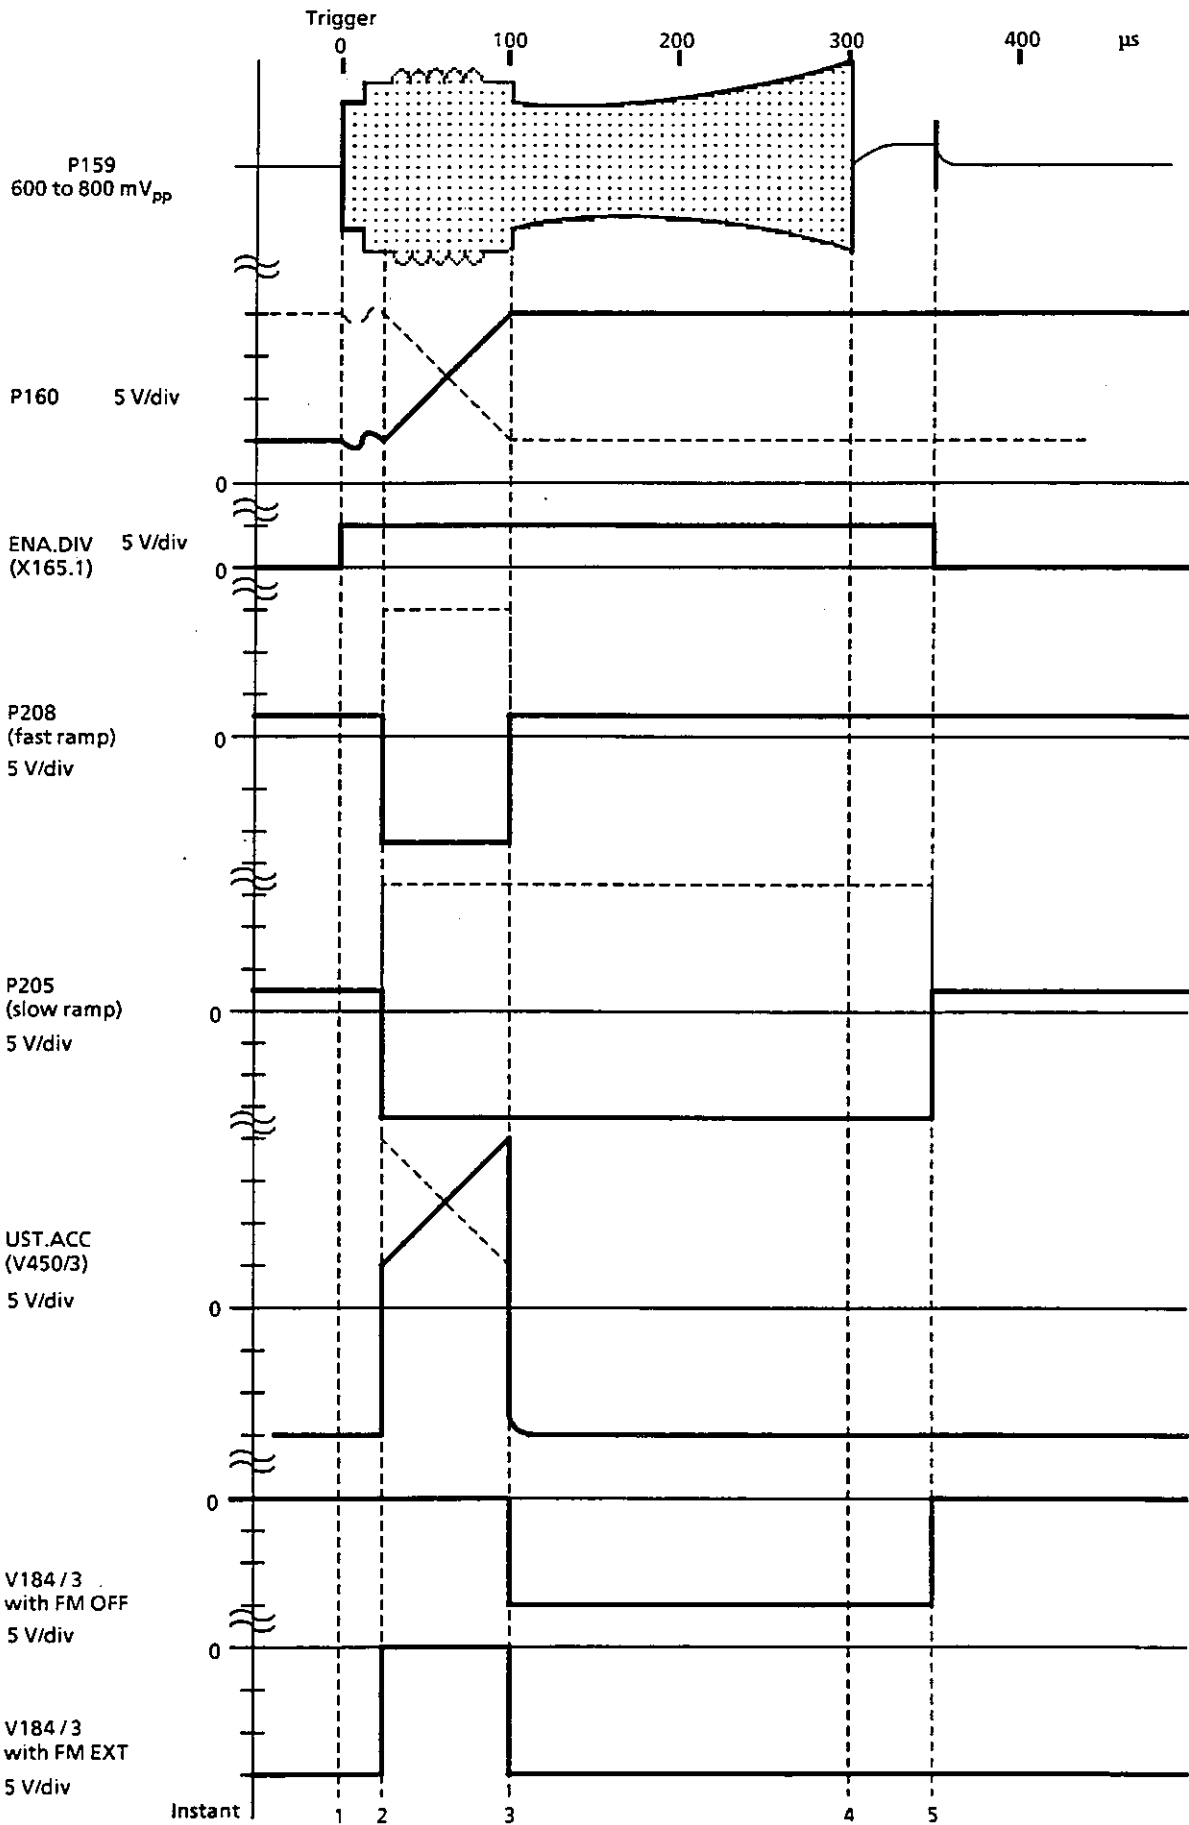 Trigger
0 100 200 300 400 µs
P159
600 to 800 mVpp
P160 5 V/div
0
ENA.DIV 5 V/div
(X165.1)
0
P208
(fast ramp)
0
5 V/div
P205
(slow ramp)
0
5 V/div
UST.ACC
(V450/3)
5 V/div
0
0
V184/3
with FM OFF
5 V/div
0
V184/3
with FM EXT
5 V/div
Instant 1 2 3 4 5